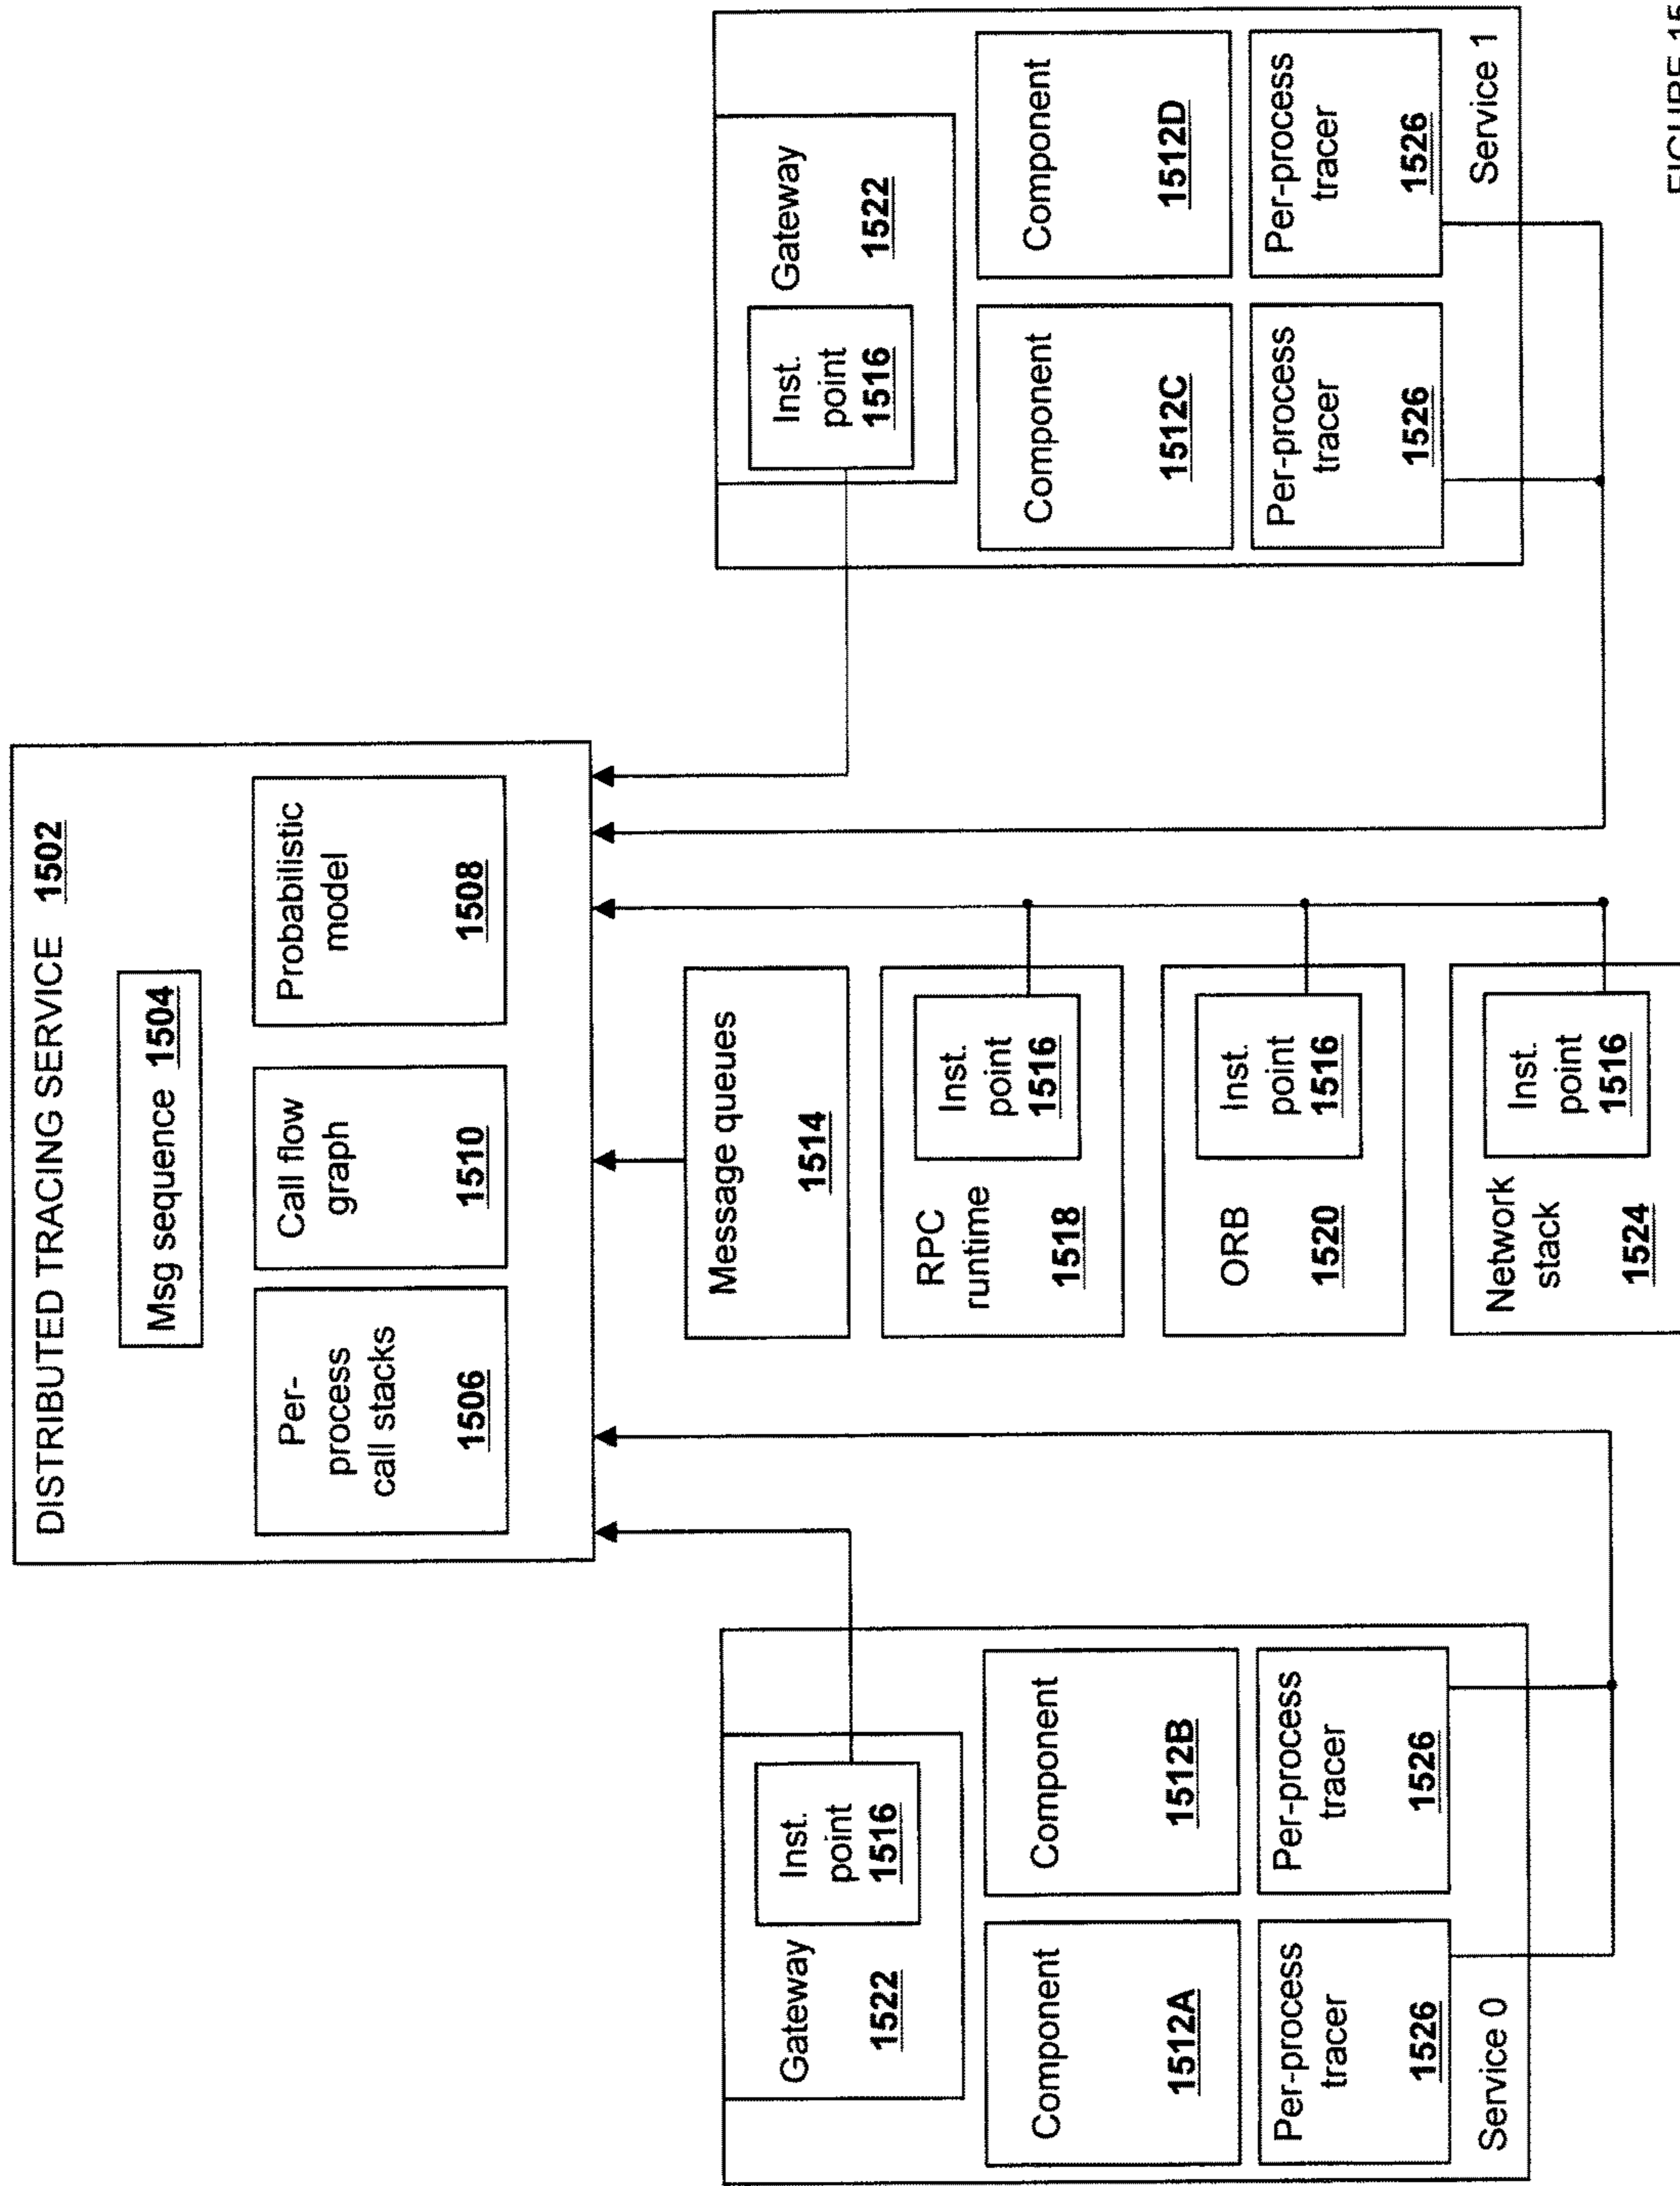 DISTRIBUTED TRACING SERVICE 1502
Msg sequence 1504
Per-
process
call stacks
1506
Call flow
graph
1510
Probabilistic
model
1508
Gateway
1522
Inst.
point
1516
Component
1512A
Component
1512B
Per-process
tracer
1526
Per-process
tracer
1526
Service 0
Message queues
1514
RPC
runtime
1518
Inst.
point
1516
ORB
1520
Inst.
point
1516
Network
stack
1524
Inst.
point
1516
Inst.
point
1516
Gateway
1522
Component
1512C
Component
1512D
Per-process
tracer
1526
Per-process
tracer
1526
Service 1
FIGURE 15